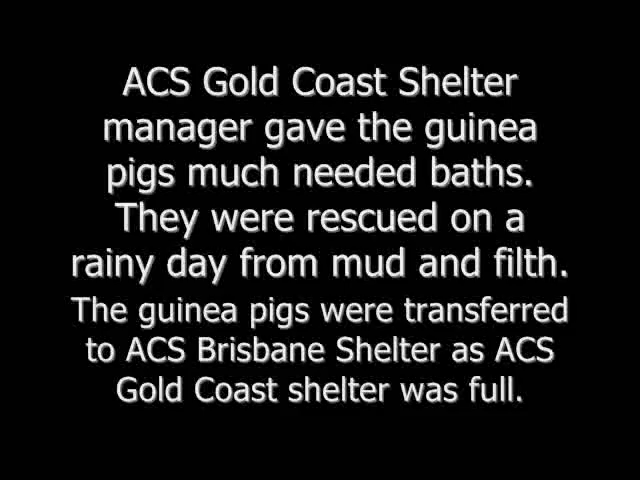 ACS Gold Coast Shelter
manager gave the guinea
pigs much needed baths.
They were rescued on a
rainy day from mud and filth.
The guinea pigs were transferred
to ACS Brisbane Shelter as ACS
Gold Coast shelter was full.